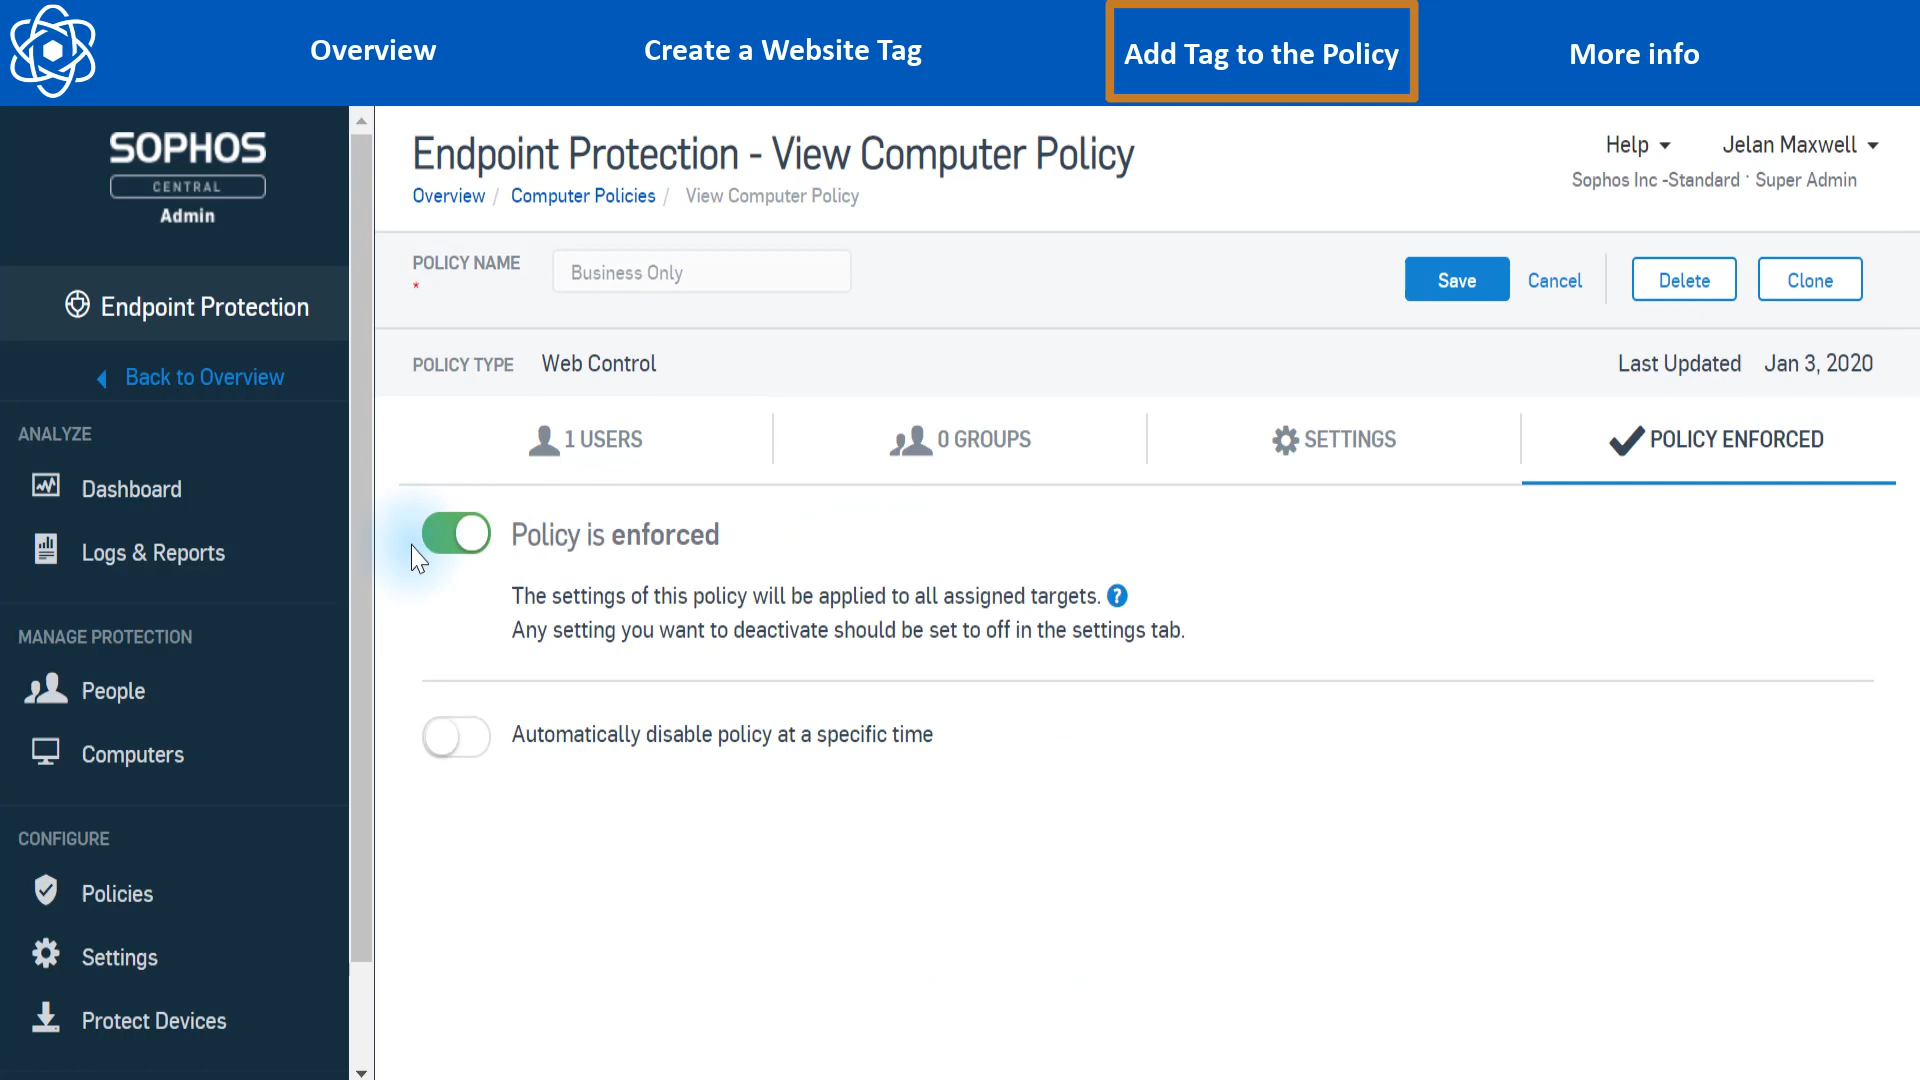 Overview
Create a Website Tag
Add Tag to the Policy
More info
SOPHOS
CENTRAL
Admin
Endpoint Protection
Back to Overview
ANALYZE
Dashboard
Logs & Reports
MANAGE PROTECTION
People
Computers
CONFIGURE
Policies
Settings
Protect Devices
Endpoint Protection - View Computer Policy
Overview / Computer Policies / View Computer Policy
Help
Jelan Maxwell
Sophos Inc -Standard · Super Admin
POLICY NAME
*
Business Only
Save
Cancel
Delete
Clone
POLICY TYPE Web Control
Last Updated Jan 3, 2020
1 USERS
0 GROUPS
SETTINGS
POLICY ENFORCED
Policy is enforced
The settings of this policy will be applied to all assigned targets. ?
Any setting you want to deactivate should be set to off in the settings tab.
Automatically disable policy at a specific time